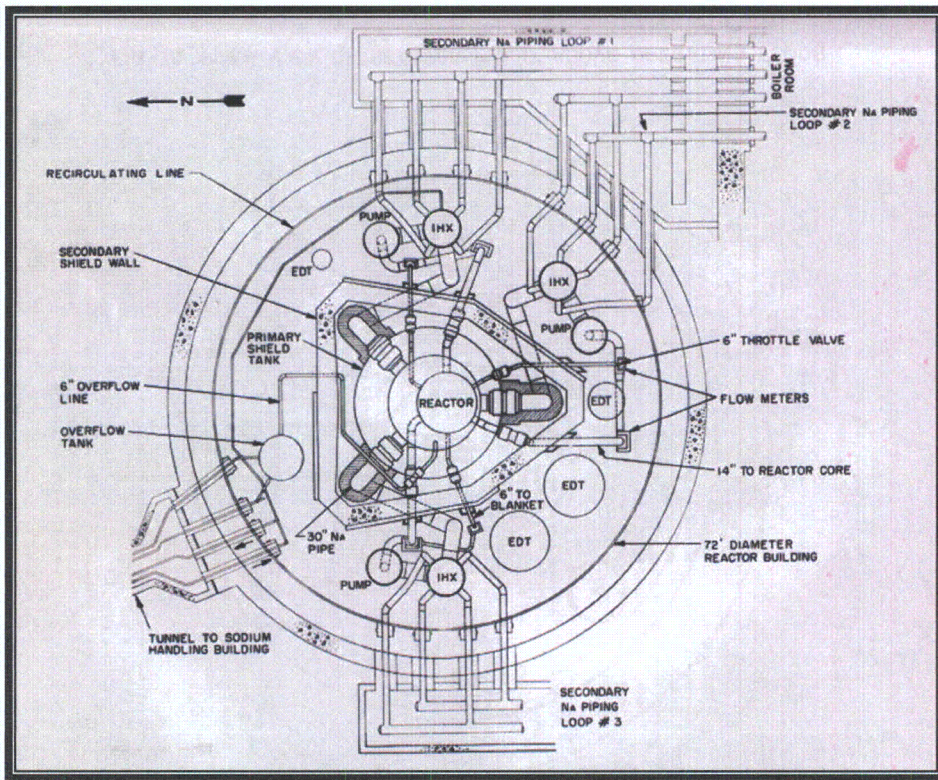 SECONDARY NA PIPING LOOP #1
BOILER
ROOM
N
SECONDARY NA PIPING
LOOP #2
RECIRCULATING LINE
PUMP
IHX
SECONDARY
SHIELD WALL
EDT
IHX
PUMP
PRIMARY
SHIELD
TANK
6" THROTTLE VALVE
6" OVERFLOW
LINE
REACTOR
EDT
FLOW METERS
OVERFLOW
TANK
14" TO REACTOR CORE
6" TO
BLANKET
EDT
EDT
30" NA
PIPE
72' DIAMETER
REACTOR BUILDING
PUMP
IHX
TUNNEL TO SODIUM
HANDLING BUILDING
SECONDARY
NA PIPING
LOOP #3